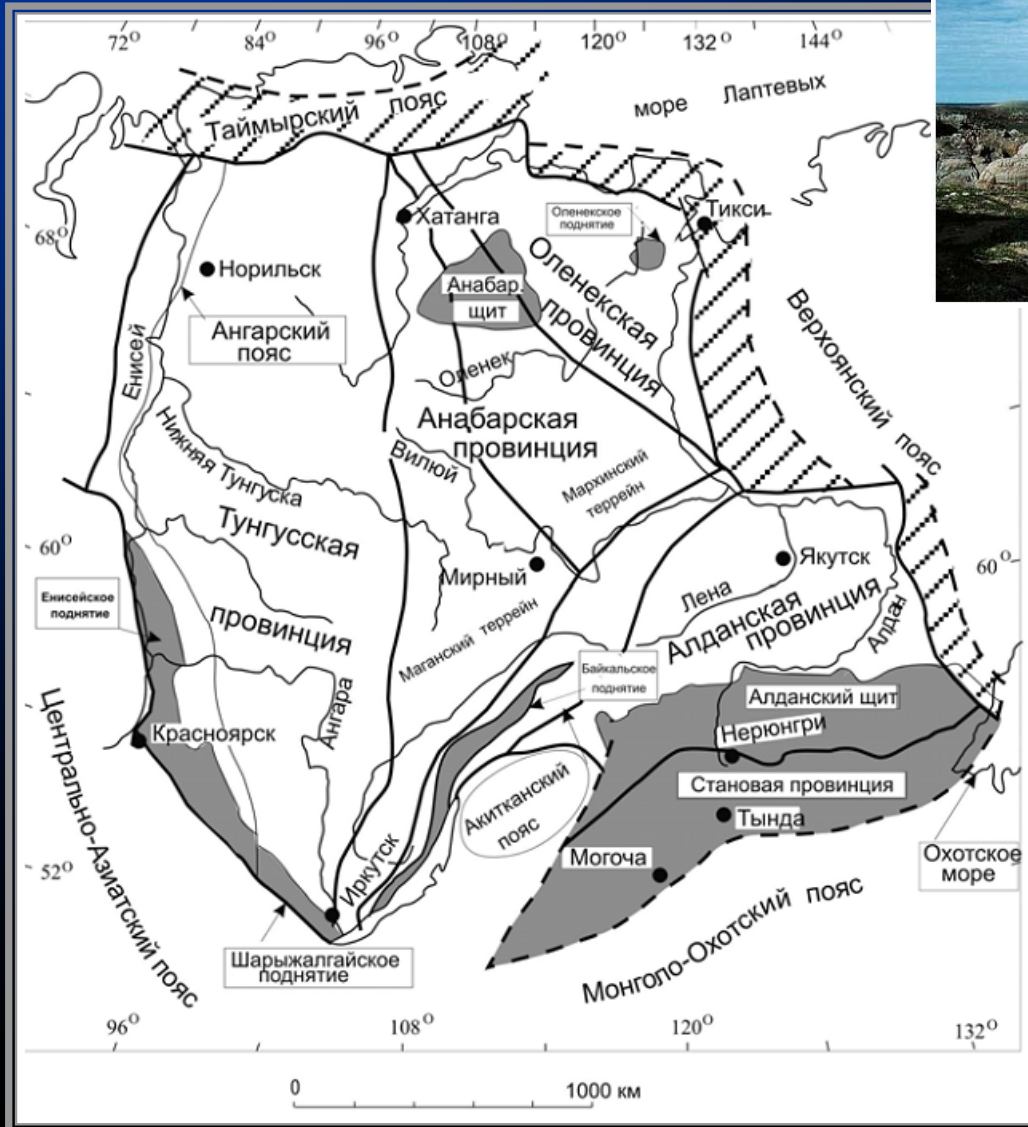 72° 84° 96° 108° 120° 132° 144°
море Лаптевых
Таймырский пояс
Хатанга
Оленекское
поднятие
Тикси
68°
Норильск
Анабар.
щит
Оленекская
провинция
Ангарский
пояс
Енисей
Оленек
Верхоянский пояс
Анабарская
провинция
Нижняя Тунгуска
Вилюй
Мархинский
террейн
Тунгусская
провинция
60°
60°
Мирный
Якутск
Енисейское
поднятие
Лена
Алданская
провинция
Алдан
Маганский террейн
Байкальское
поднятие
Ангара
Алданский щит
Красноярск
Нерюнгри
Становая провинция
Центрально-Азиатский пояс
Акитканский
пояс
Тында
52°
Могоча
Охотское
море
Иркутск
Шарыжалгайское
поднятие
Монголо-Охотский пояс
96° 108° 120° 132°
0 1000 км